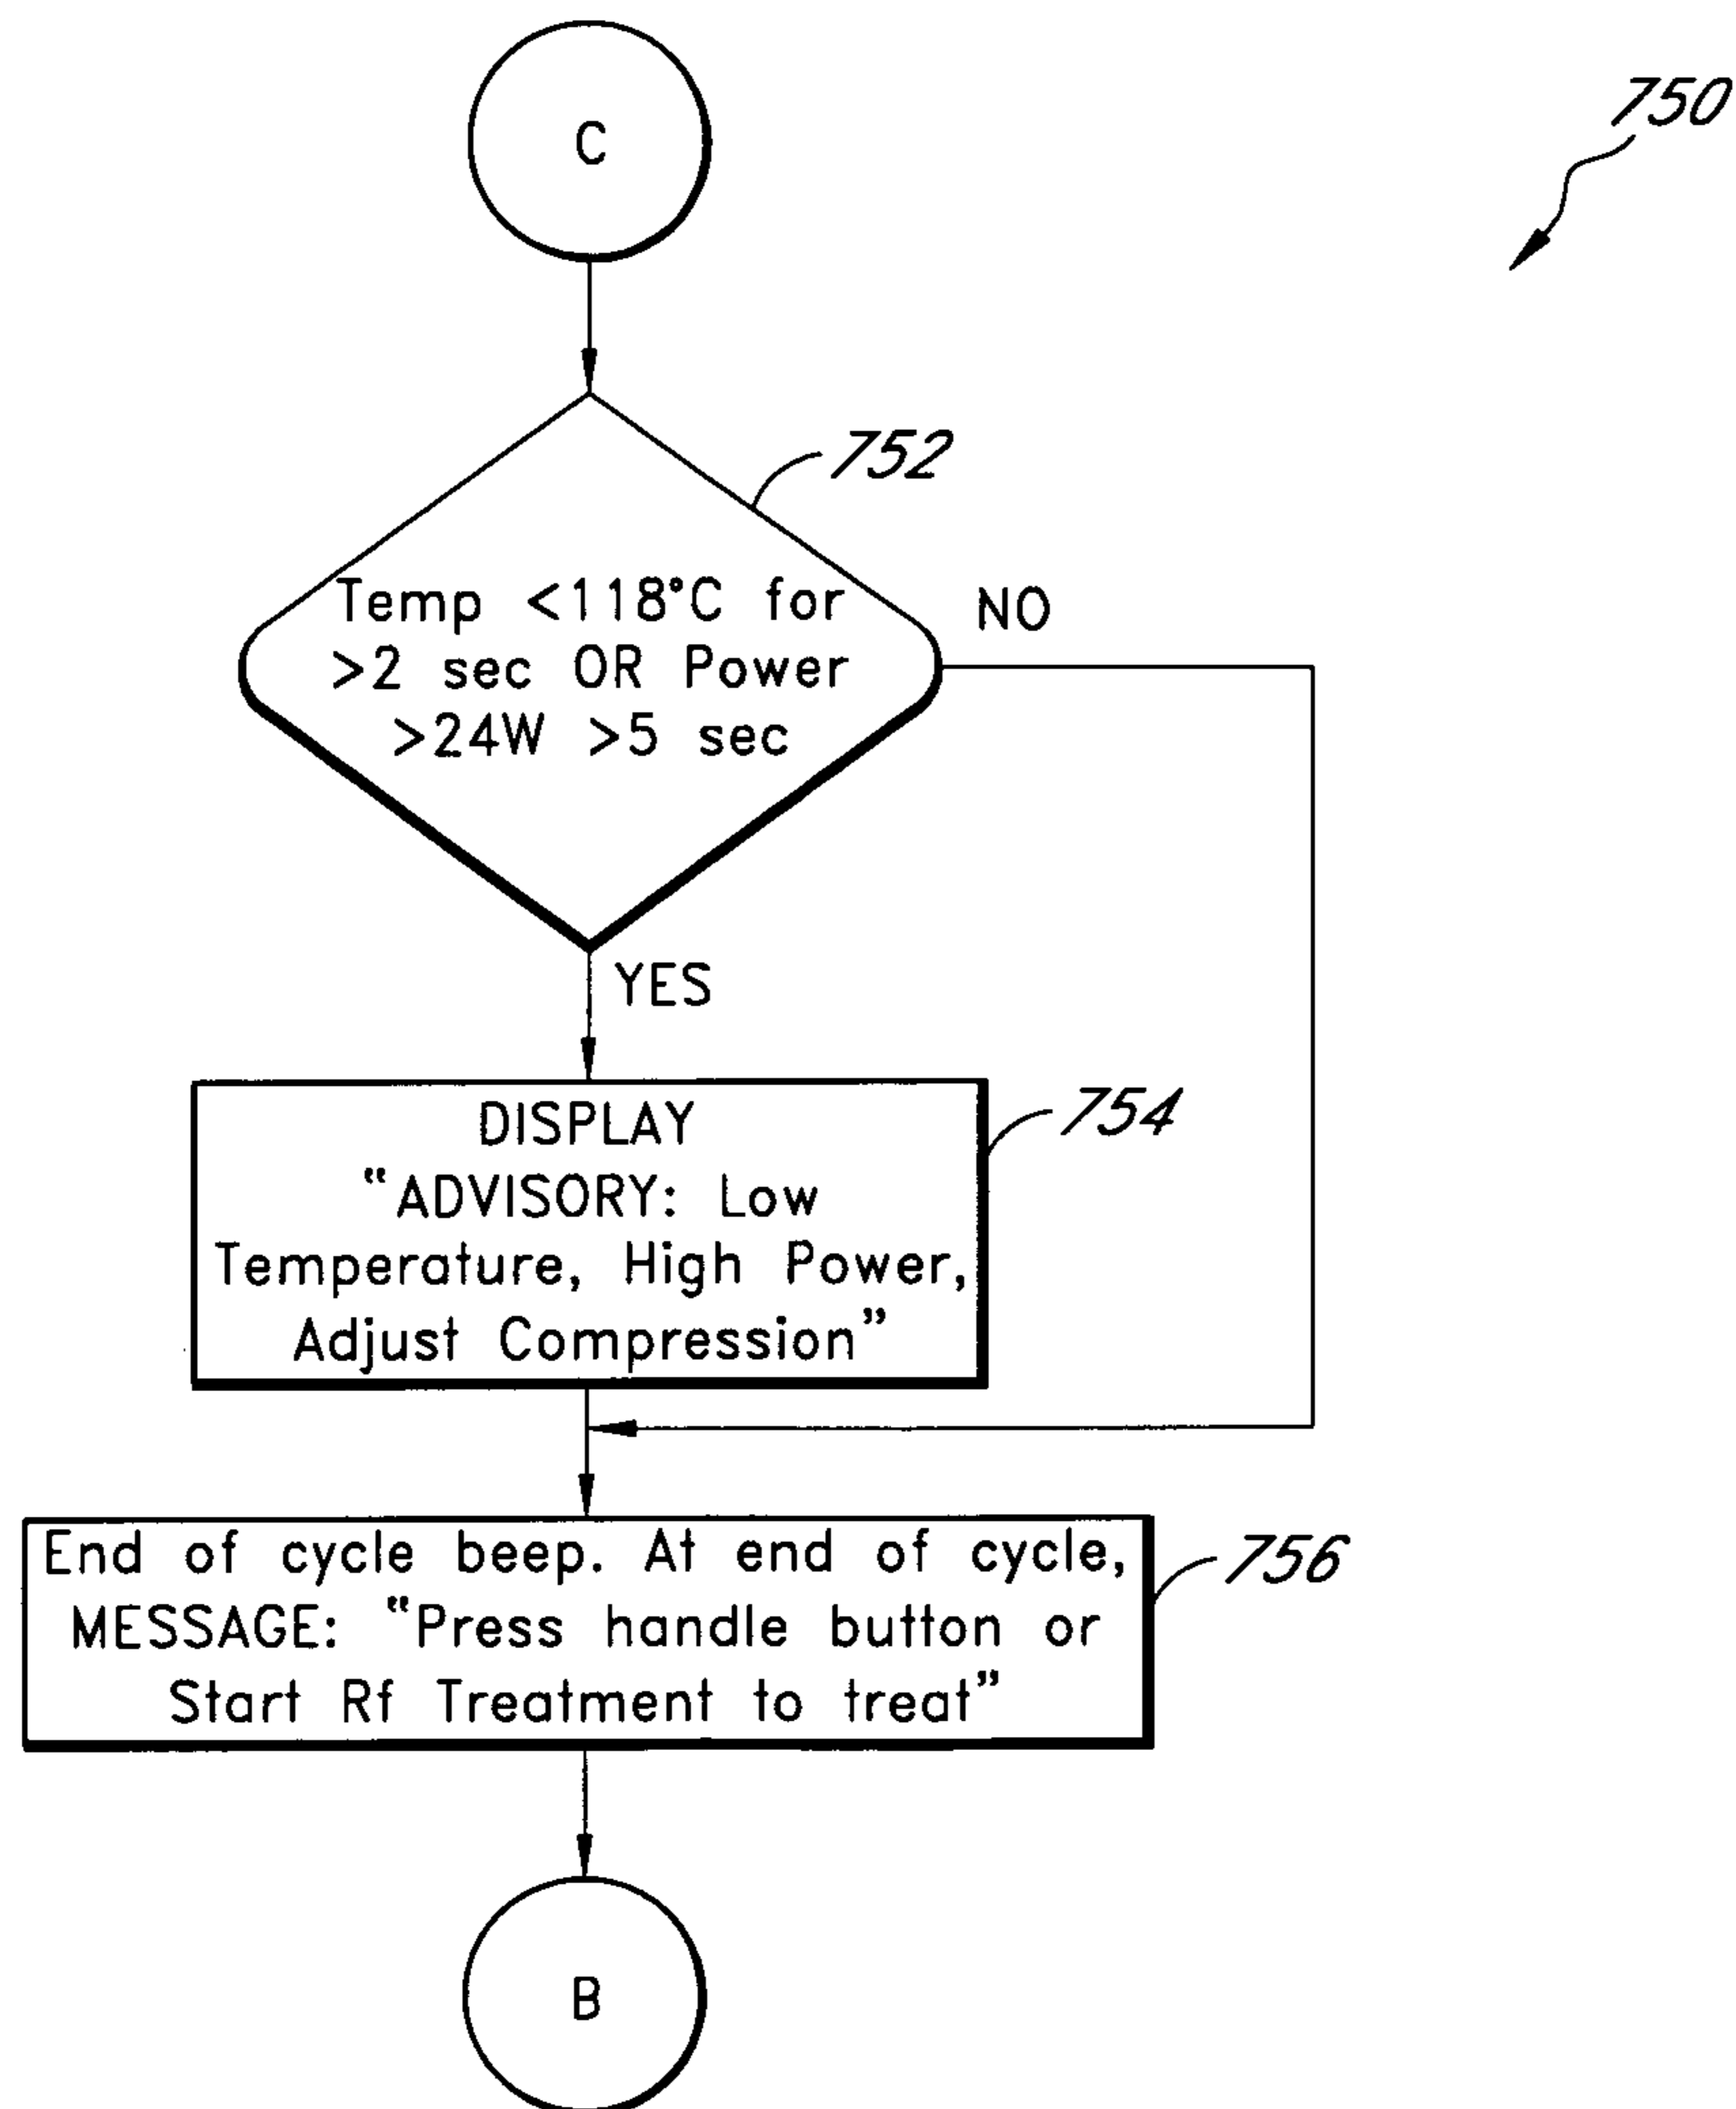 C
750
752
Temp <118°C for
>2 sec OR Power
>24W >5 sec
NO
YES
DISPLAY
“ADVISORY: Low
Temperature, High Power,
Adjust Compression”
754
End of cycle beep. At end of cycle,
MESSAGE: “Press handle button or
Start Rf Treatment to treat”
756
B